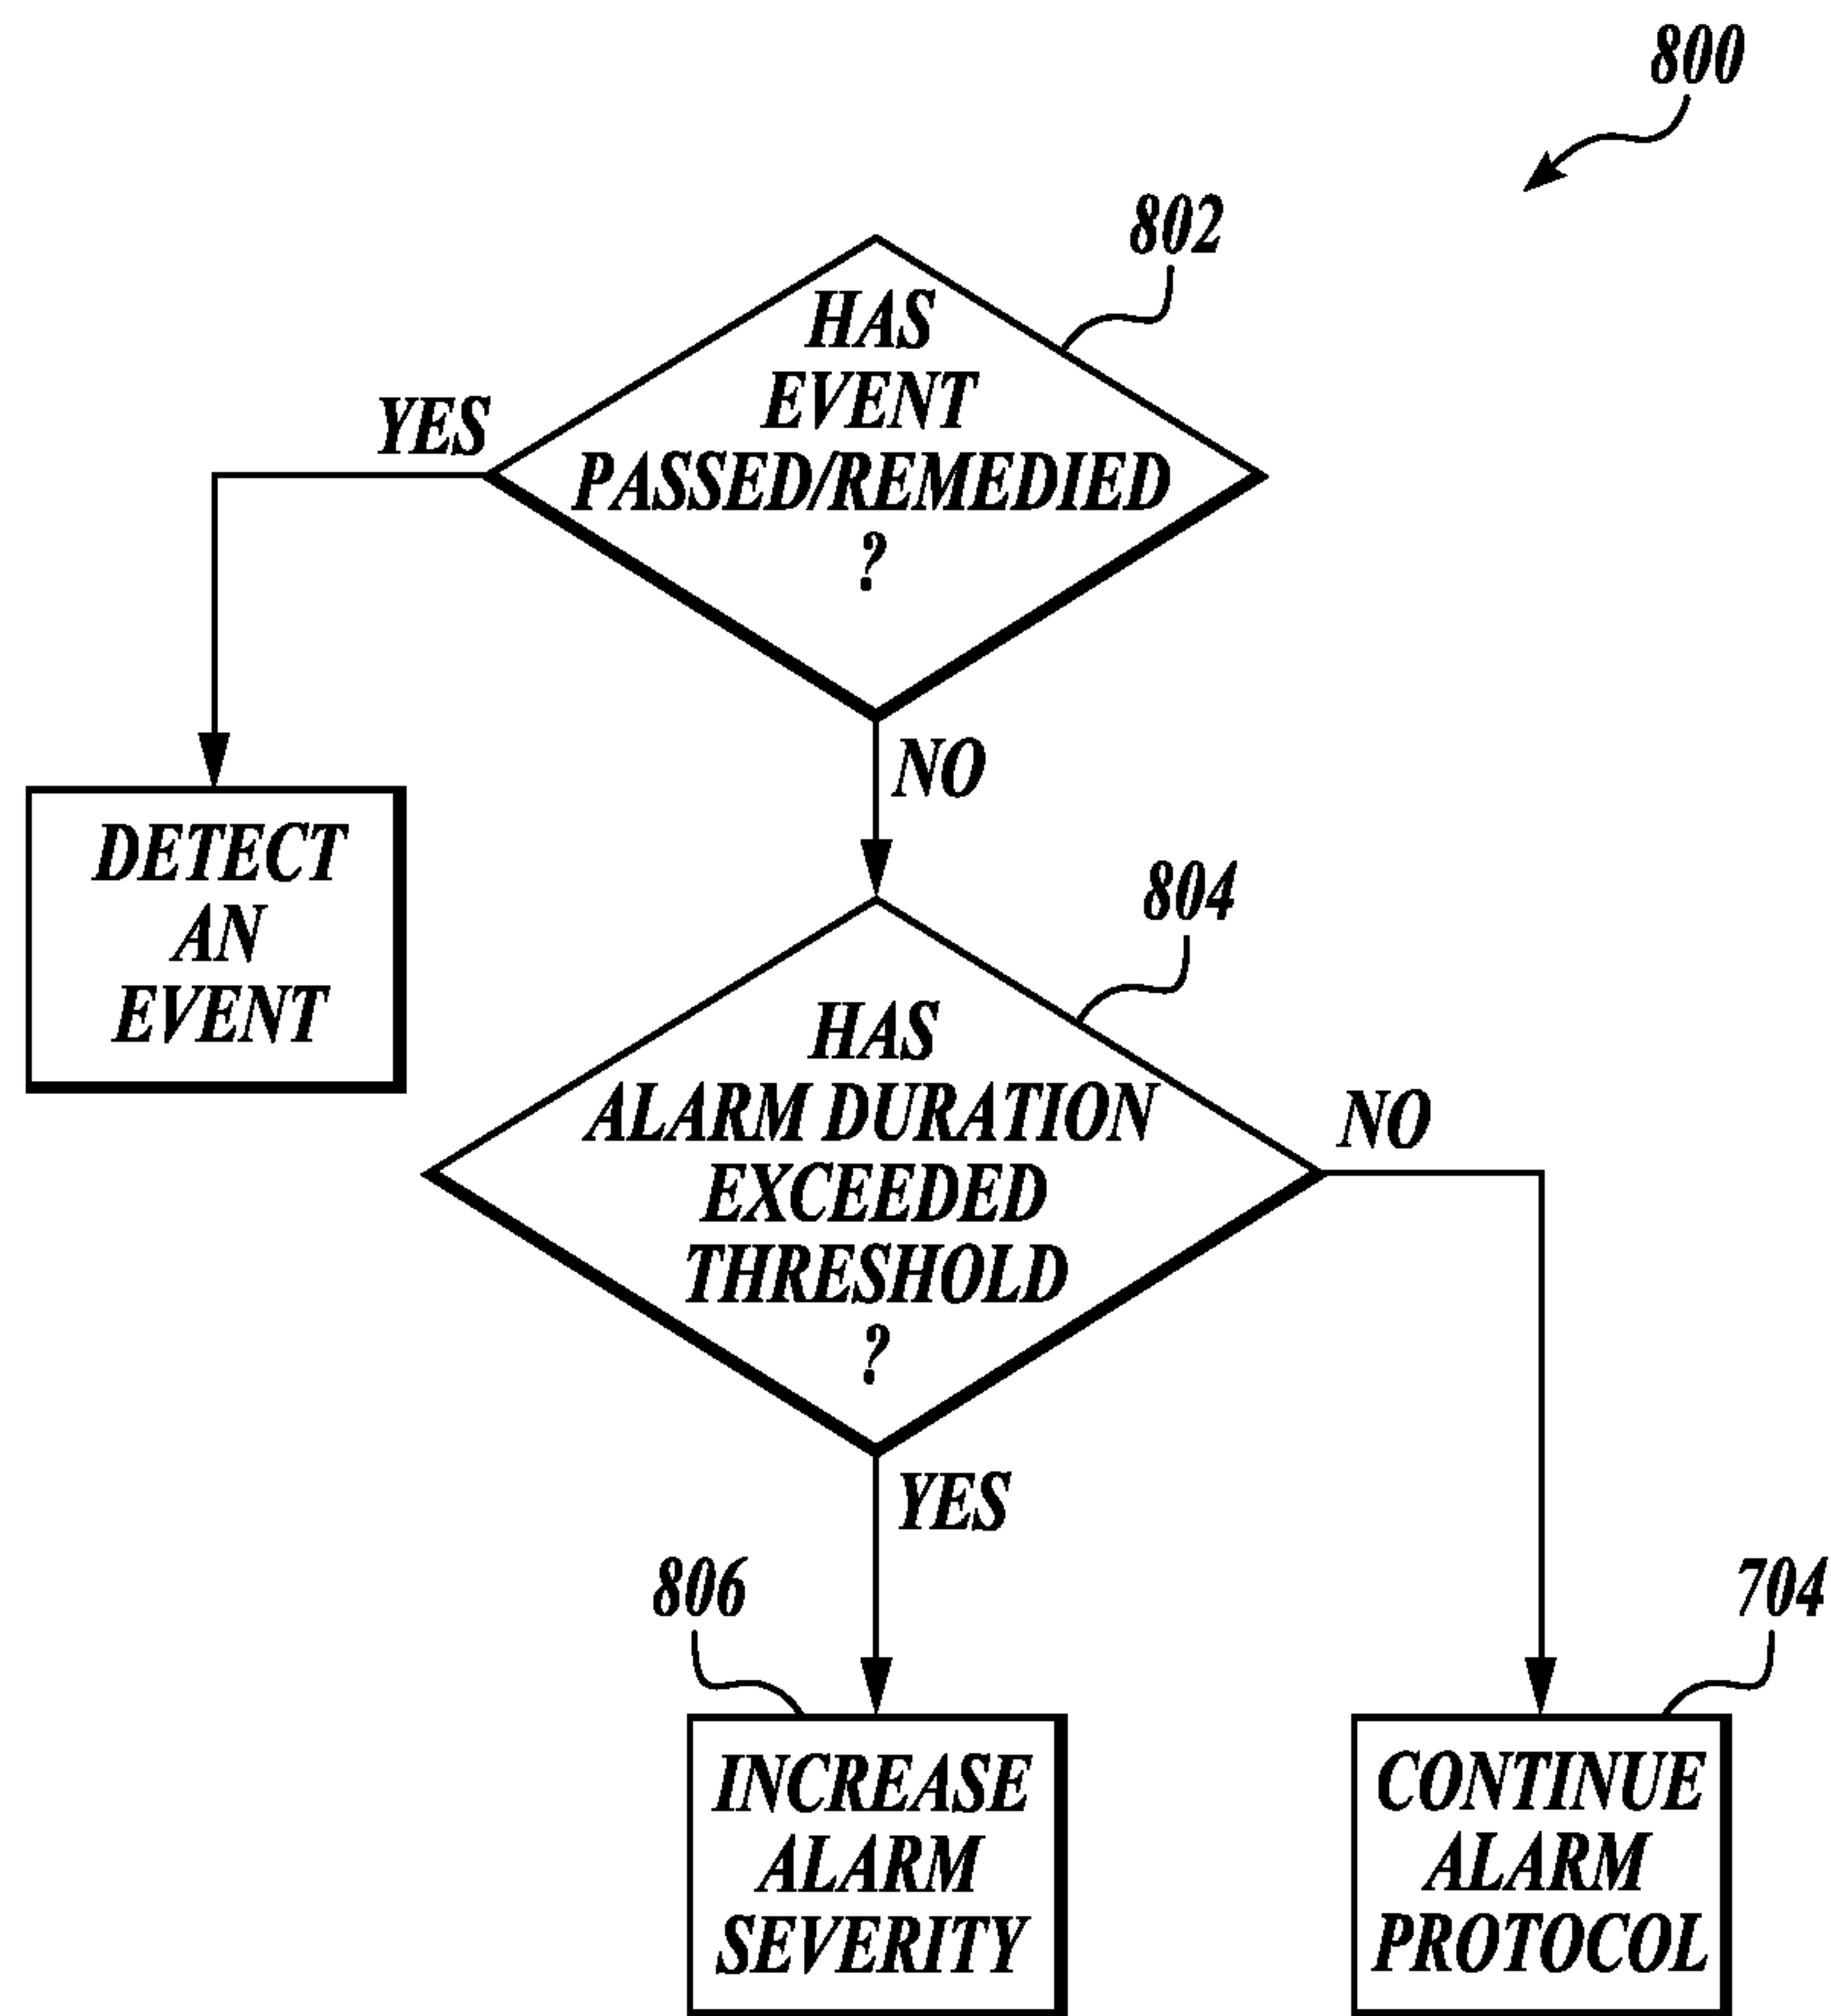 800
802
HAS
EVENT
PASSED/REMEDIED
?
YES
NO
DETECT
AN
EVENT
804
HAS
ALARM DURATION
EXCEEDED
THRESHOLD
?
NO
YES
806
704
INCREASE
ALARM
SEVERITY
CONTINUE
ALARM
PROTOCOL